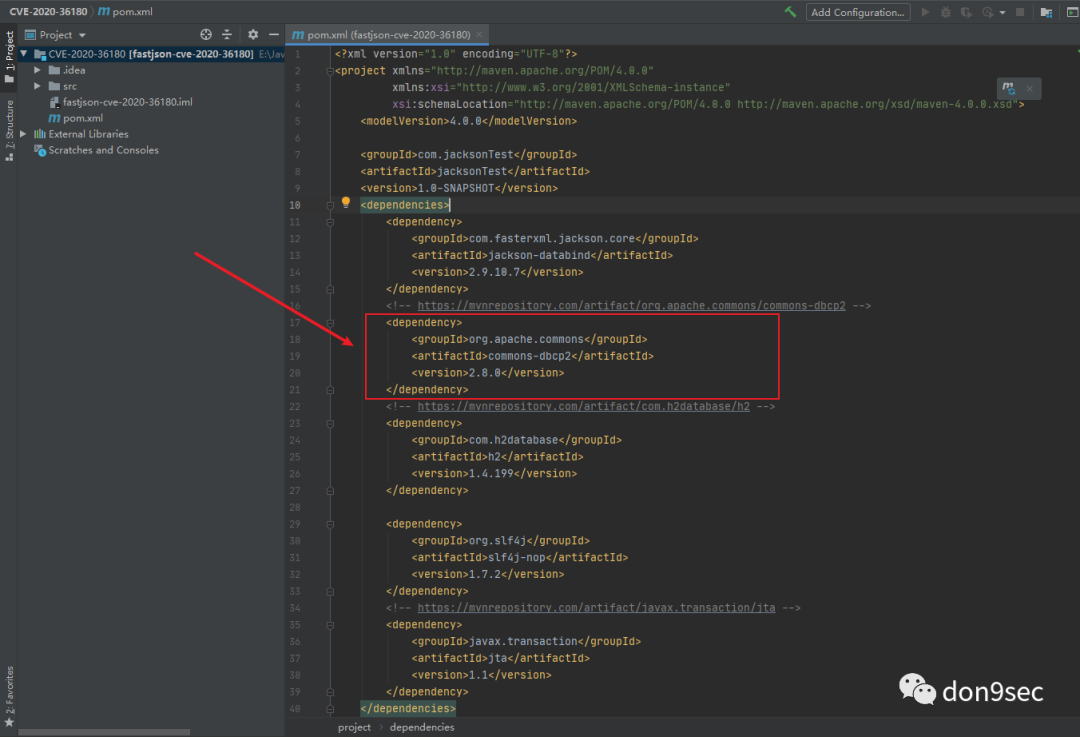 CVE-2020-36180 pom.xml
Add Configuration...
1: Project
Project
CVE-2020-36180 [fastjson-cve-2020-36180] E:\Jav
.idea
src
fastjson-cve-2020-36180.iml
pom.xml
External Libraries
Scratches and Consoles
Z: Structure
2: Favorites
pom.xml (fastjson-cve-2020-36180)
1 <?xml version="1.0" encoding="UTF-8"?>
2 <project xmlns="http://maven.apache.org/POM/4.0.0"
3 xmlns:xsi="http://www.w3.org/2001/XMLSchema-instance"
4 xsi:schemaLocation="http://maven.apache.org/POM/4.0.0 http://maven.apache.org/xsd/maven-4.0.0.xsd">
5 <modelVersion>4.0.0</modelVersion>
6
7 <groupId>com.jacksonTest</groupId>
8 <artifactId>jacksonTest</artifactId>
9 <version>1.0-SNAPSHOT</version>
10 <dependencies>
11 <dependency>
12 <groupId>com.fasterxml.jackson.core</groupId>
13 <artifactId>jackson-databind</artifactId>
14 <version>2.9.10.7</version>
15 </dependency>
16 <!-- https://mvnrepository.com/artifact/org.apache.commons/commons-dbcp2 -->
17 <dependency>
18 <groupId>org.apache.commons</groupId>
19 <artifactId>commons-dbcp2</artifactId>
20 <version>2.8.0</version>
21 </dependency>
22 <!-- https://mvnrepository.com/artifact/com.h2database/h2 -->
23 <dependency>
24 <groupId>com.h2database</groupId>
25 <artifactId>h2</artifactId>
26 <version>1.4.199</version>
27 </dependency>
28
29 <dependency>
30 <groupId>org.slf4j</groupId>
31 <artifactId>slf4j-nop</artifactId>
32 <version>1.7.2</version>
33 </dependency>
34 <!-- https://mvnrepository.com/artifact/javax.transaction/jta -->
35 <dependency>
36 <groupId>javax.transaction</groupId>
37 <artifactId>jta</artifactId>
38 <version>1.1</version>
39 </dependency>
40 </dependencies>
project › dependencies
don9sec